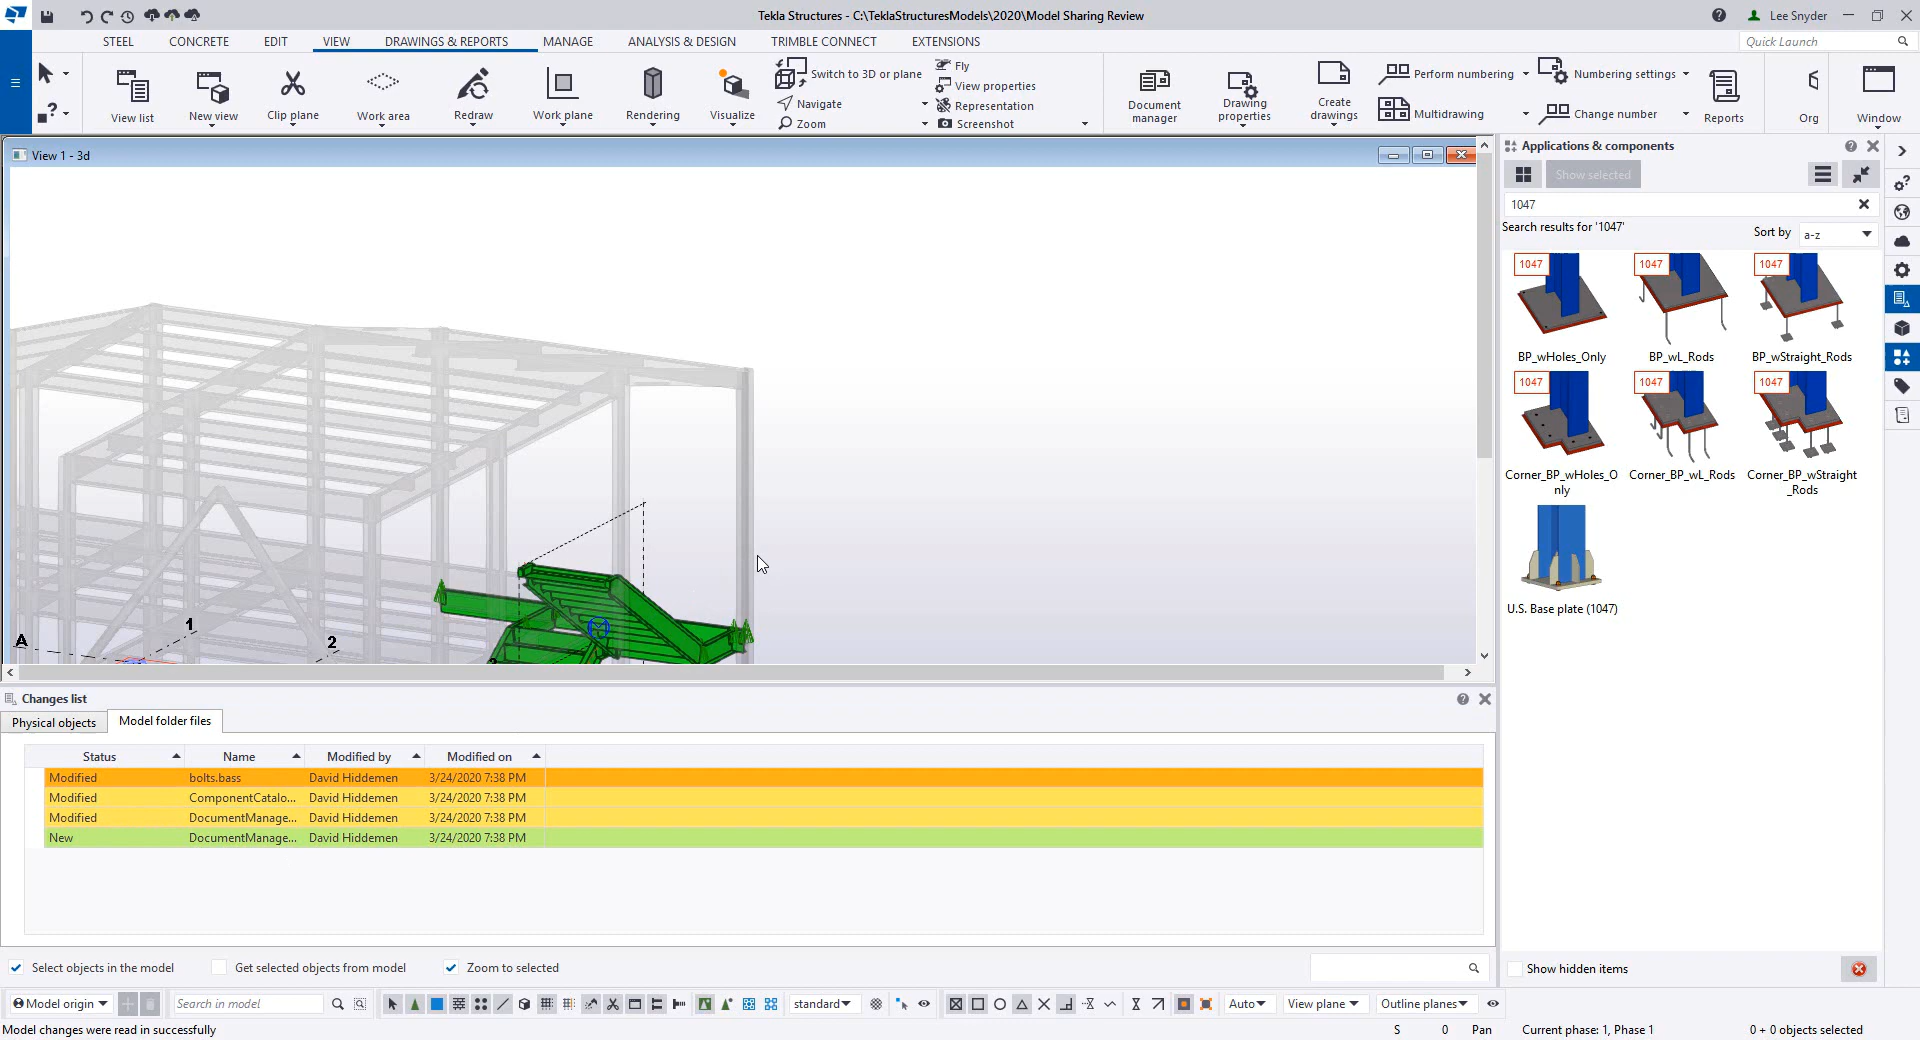 Tekla Structures - C:\TeklaStructuresModels\2020\Model Sharing Review
Lee Snyder
STEEL CONCRETE EDIT VIEW DRAWINGS & REPORTS MANAGE ANALYSIS & DESIGN TRIMBLE CONNECT EXTENSIONS
Quick Launch
View list
New view
Clip plane
Work area
Redraw
Work plane
Rendering
Visualize
Switch to 3D or plane
Navigate
Zoom
Fly
View properties
Representation
Screenshot
Document manager
Drawing properties
Create drawings
Perform numbering
Multidrawing
Numbering settings
Change number
Reports
Org
Window
View 1 - 3d
A
1
2
Applications & components
Show selected
1047
Search results for '1047'
Sort by a-z
1047 1047 1047
BP_wHoles_Only BP_wL_Rods BP_wStraight_Rods
1047 1047 1047
Corner_BP_wHoles_O Corner_BP_wL_Rods Corner_BP_wStraight
nly _Rods
U.S. Base plate (1047)
Show hidden items
Changes list
Physical objects Model folder files
Status Name Modified by Modified on
Modified bolts.bass David Hiddemen 3/24/2020 7:38 PM
Modified ComponentCatalo... David Hiddemen 3/24/2020 7:38 PM
Modified DocumentManage... David Hiddemen 3/24/2020 7:38 PM
New DocumentManage... David Hiddemen 3/24/2020 7:38 PM
Select objects in the model Get selected objects from model Zoom to selected
Model origin Search in model standard Auto View plane Outline planes
Model changes were read in successfully S 0 Pan Current phase: 1, Phase 1 0 + 0 objects selected